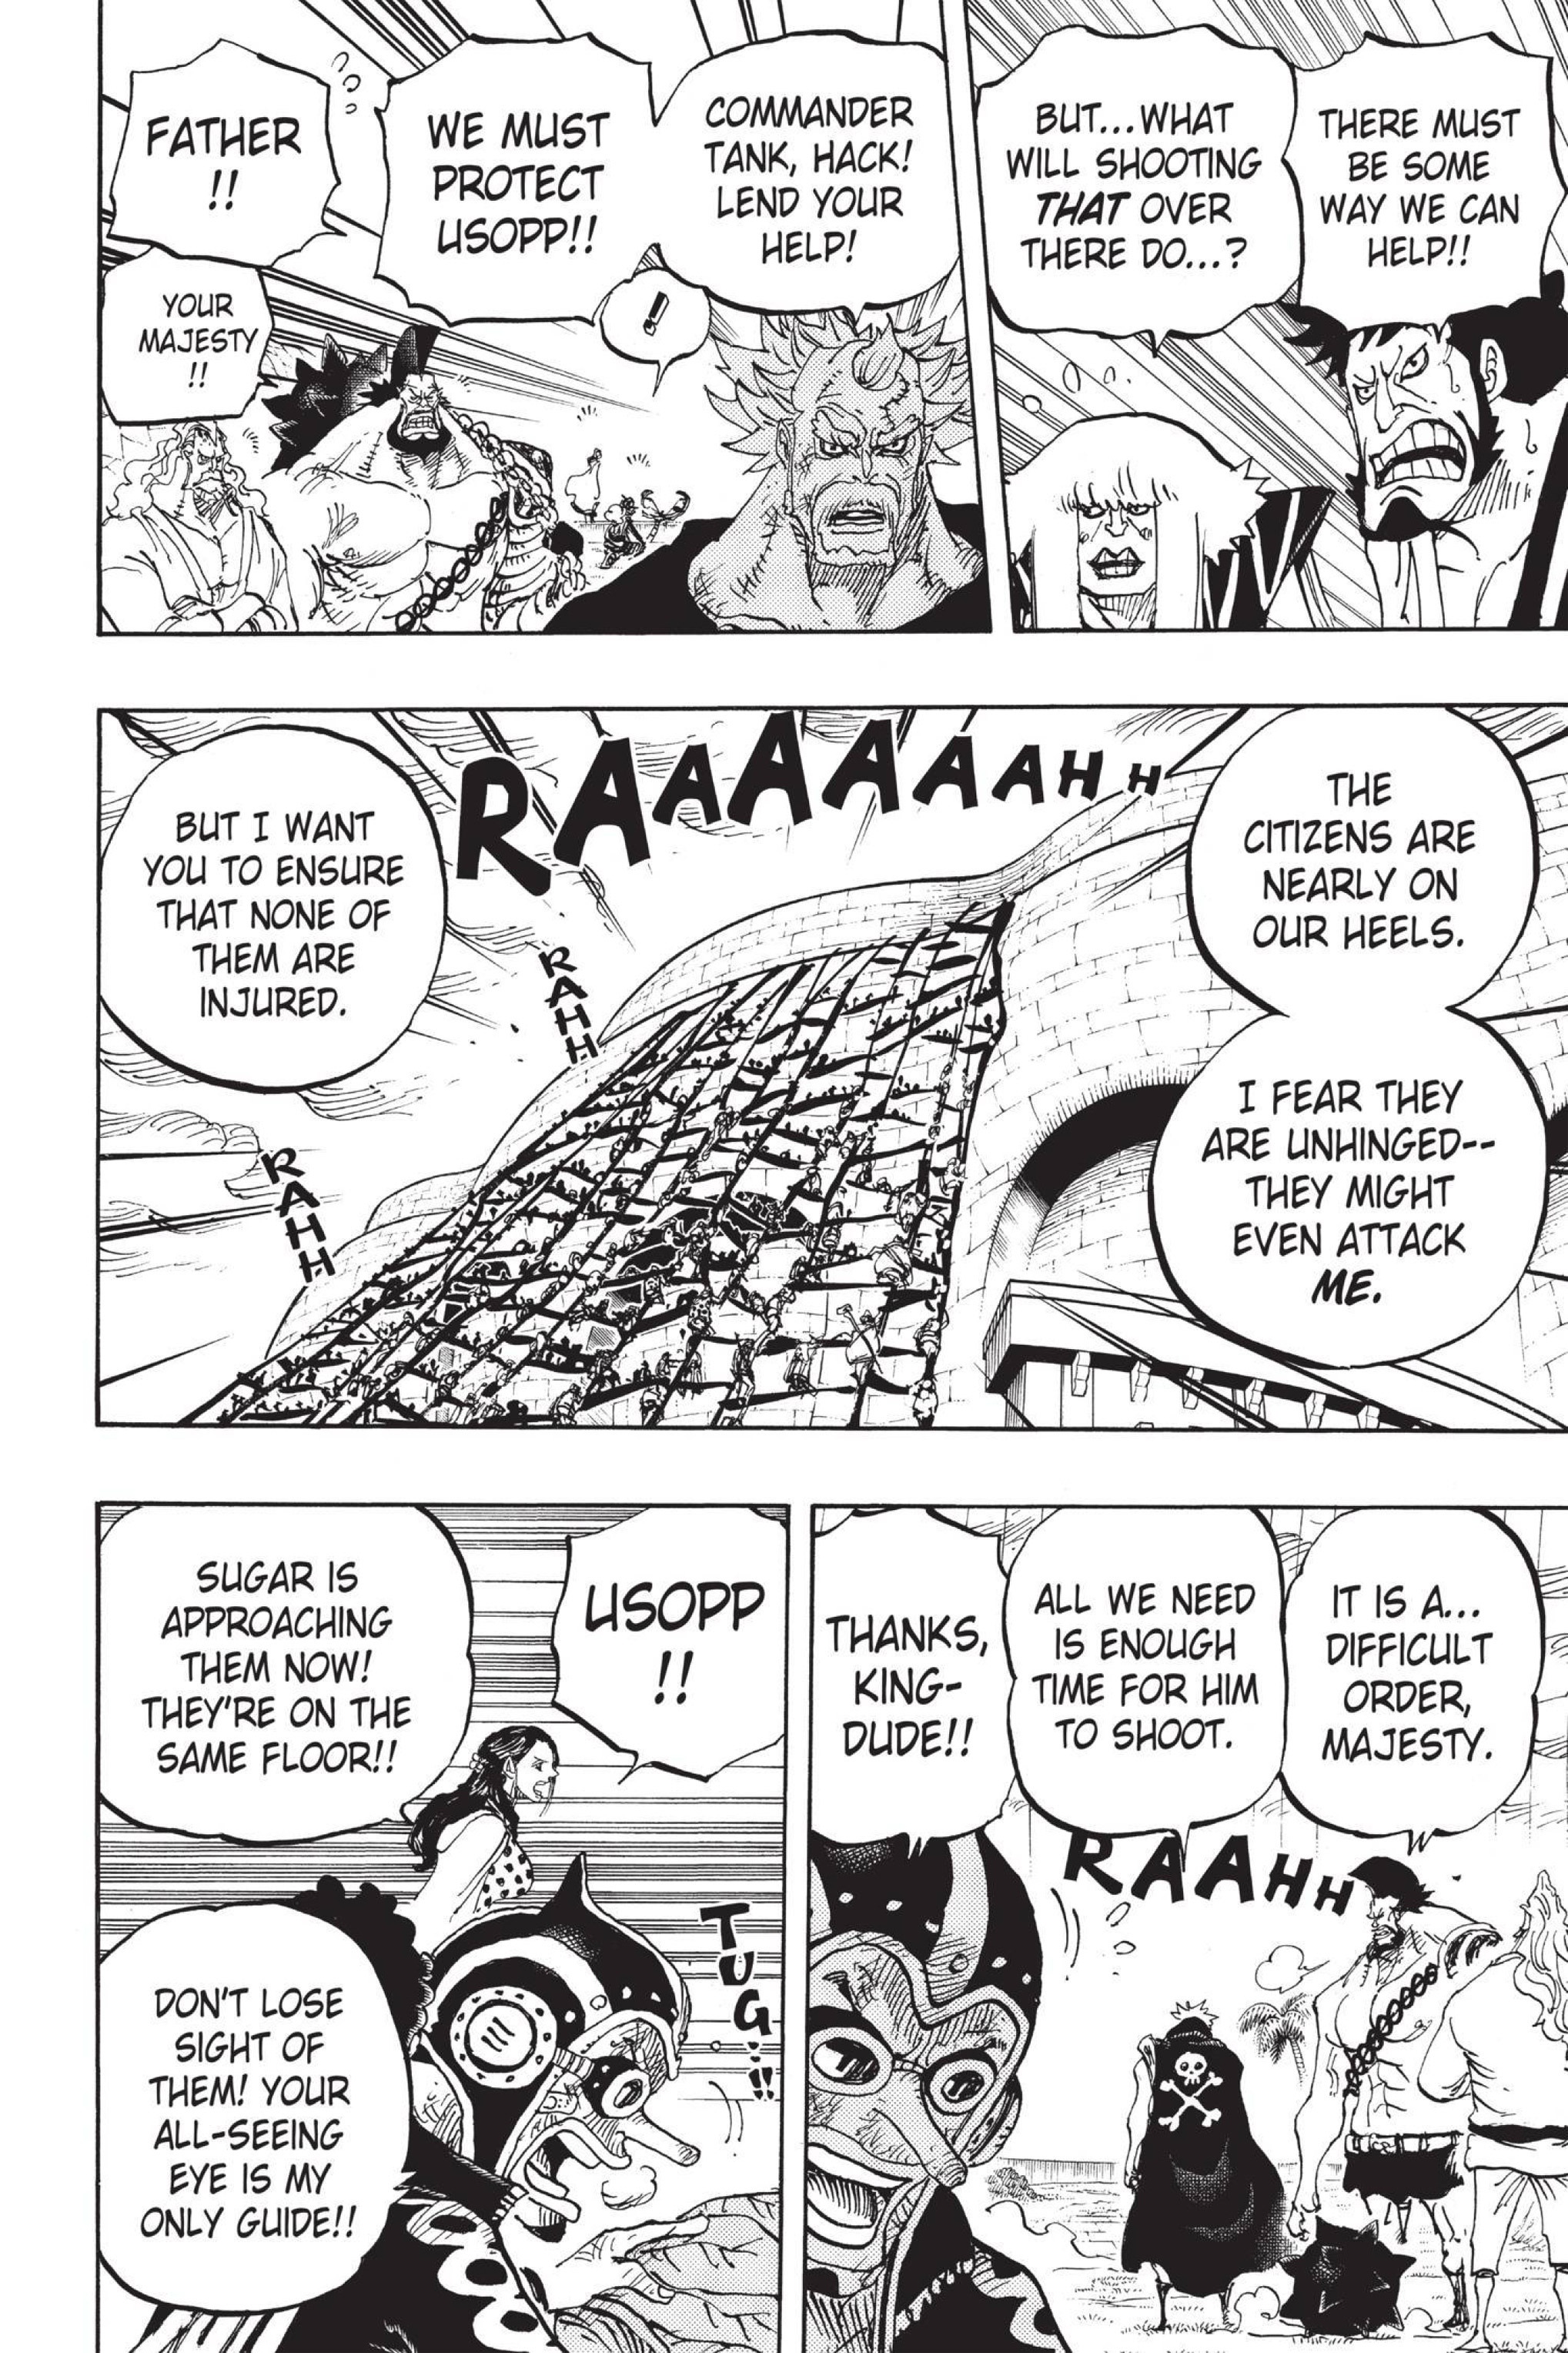 THERE MUST
BE SOME
WAY WE CAN
HELP!!
BUT...WHAT
WILL SHOOTING
THAT OVER
THERE DO...?
COMMANDER
TANK, HACK!
LEND YOUR
HELP!
WE MUST
PROTECT
USOPP!!
!
FATHER
!!
YOUR
MAJESTY
!!
THE
CITIZENS ARE
NEARLY ON
OUR HEELS.
I FEAR THEY
ARE UNHINGED--
THEY MIGHT
EVEN ATTACK
ME.
RAAAAAAAHH
RAHH
RAHH
BUT I WANT
YOU TO ENSURE
THAT NONE OF
THEM ARE
INJURED.
IT IS A...
DIFFICULT
ORDER,
MAJESTY.
ALL WE NEED
IS ENOUGH
TIME FOR HIM
TO SHOOT.
THANKS,
KING-
DUDE!!
RAAHH
USOPP
!!
SUGAR IS
APPROACHING
THEM NOW!
THEY'RE ON THE
SAME FLOOR!!
TUG...!!
DON'T LOSE
SIGHT OF
THEM! YOUR
ALL-SEEING
EYE IS MY
ONLY GUIDE!!